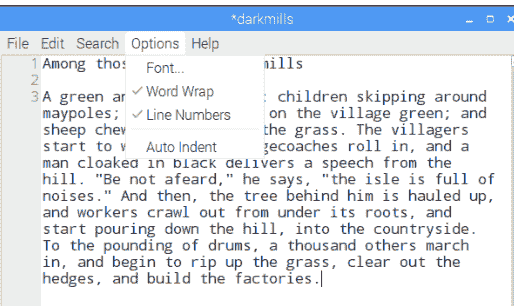 *darkmills
File Edit Search Options Help
1 Among thos
ills
2
3 A green an
: children skipping around
maypoles;
on the village green; and
sheep chew
the grass. The villagers
start to w
gecoaches roll in, and a
man cloaked in black delivers a speech from the
hill. "Be not afeard," he says, "the isle is full of
noises." And then, the tree behind him is hauled up,
and workers crawl out from under its roots, and
start pouring down the hill, into the countryside.
To the pounding of drums, a thousand others march
in, and begin to rip up the grass, clear out the
hedges, and build the factories.
Font...
Word Wrap
Line Numbers
Auto Indent